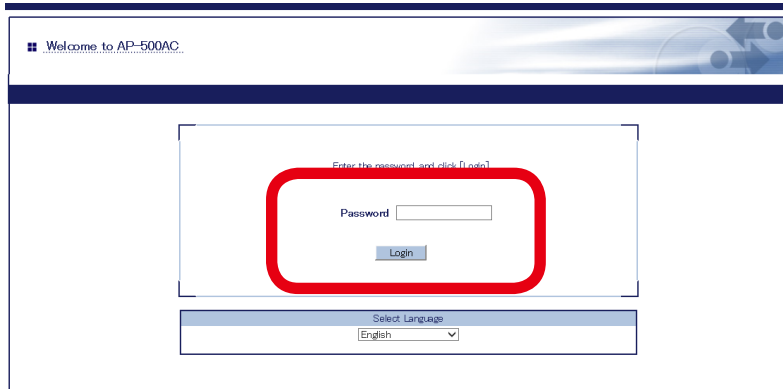 Welcome to AP-500AC
Enter the password and click [Login]
Password
Login
Select Language
English